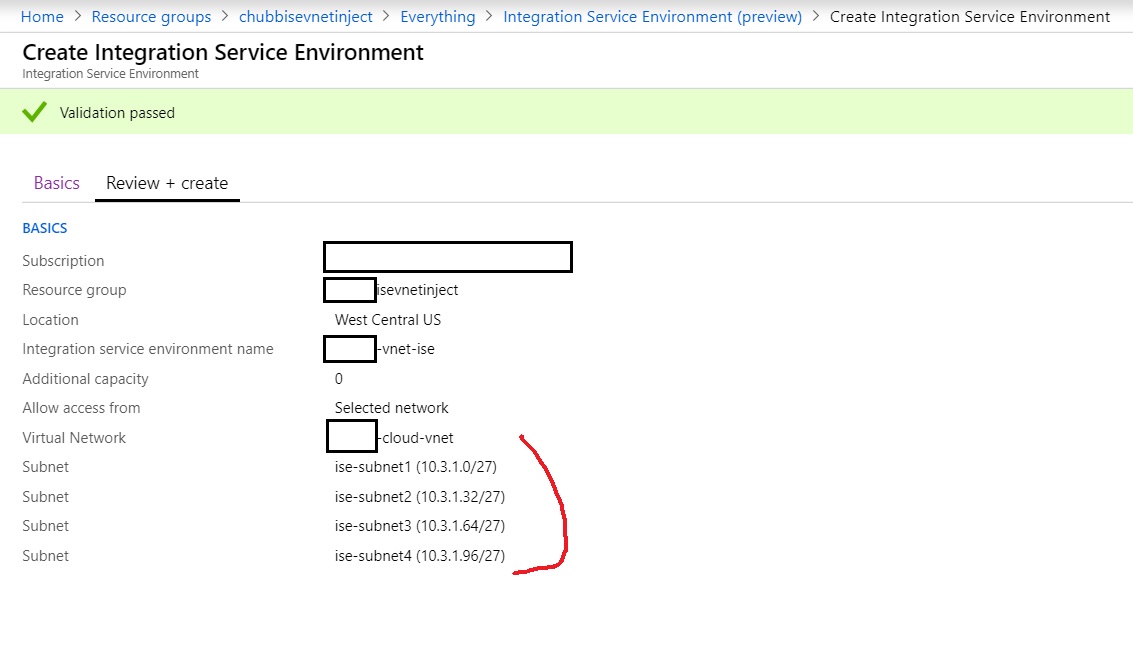 Home > Resource groups > chubbisevnetinject > Everything > Integration Service Environment (preview) > Create Integration Service Environment
Create Integration Service Environment
Integration Service Environment
Validation passed
Basics Review + create
BASICS
Subscription
Resource group isevnetinject
Location West Central US
Integration service environment name -vnet-ise
Additional capacity 0
Allow access from Selected network
Virtual Network -cloud-vnet
Subnet ise-subnet1 (10.3.1.0/27)
Subnet ise-subnet2 (10.3.1.32/27)
Subnet ise-subnet3 (10.3.1.64/27)
Subnet ise-subnet4 (10.3.1.96/27)